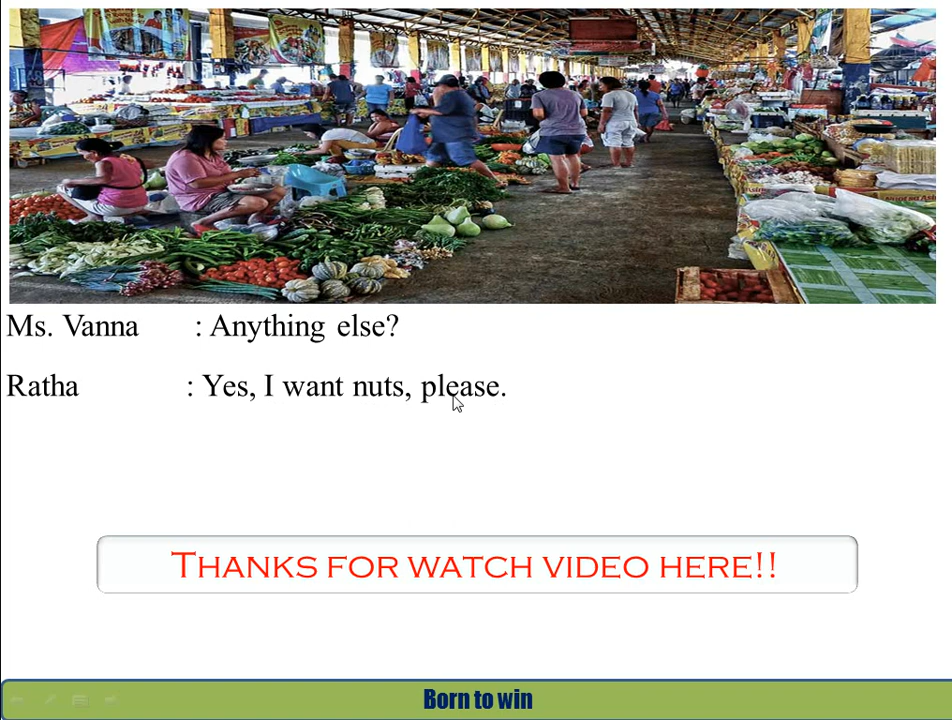 Ms. Vanna : Anything else?
Ratha : Yes, I want nuts, please.
THANKS FOR WATCH VIDEO HERE!!
Born to win